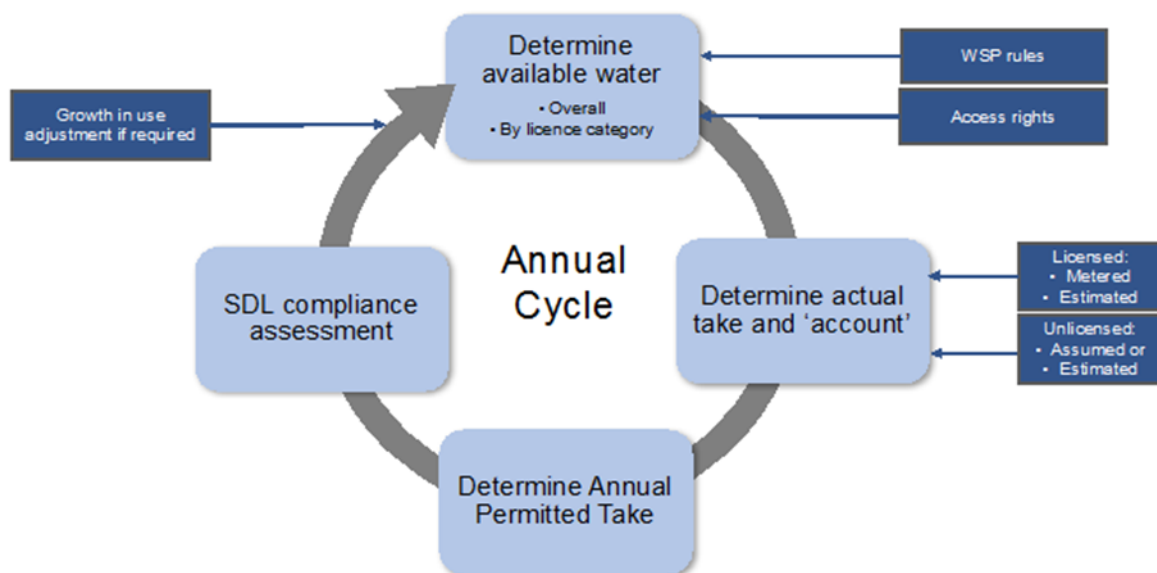 Determine
available water
• Overall
• By licence category
WSP rules
Access rights
Growth in use
adjustment if required
Annual
Cycle
SDL compliance
assessment
Determine actual
take and ‘account’
Licensed:
• Metered
• Estimated
Unlicensed:
• Assumed or
• Estimated
Determine Annual
Permitted Take